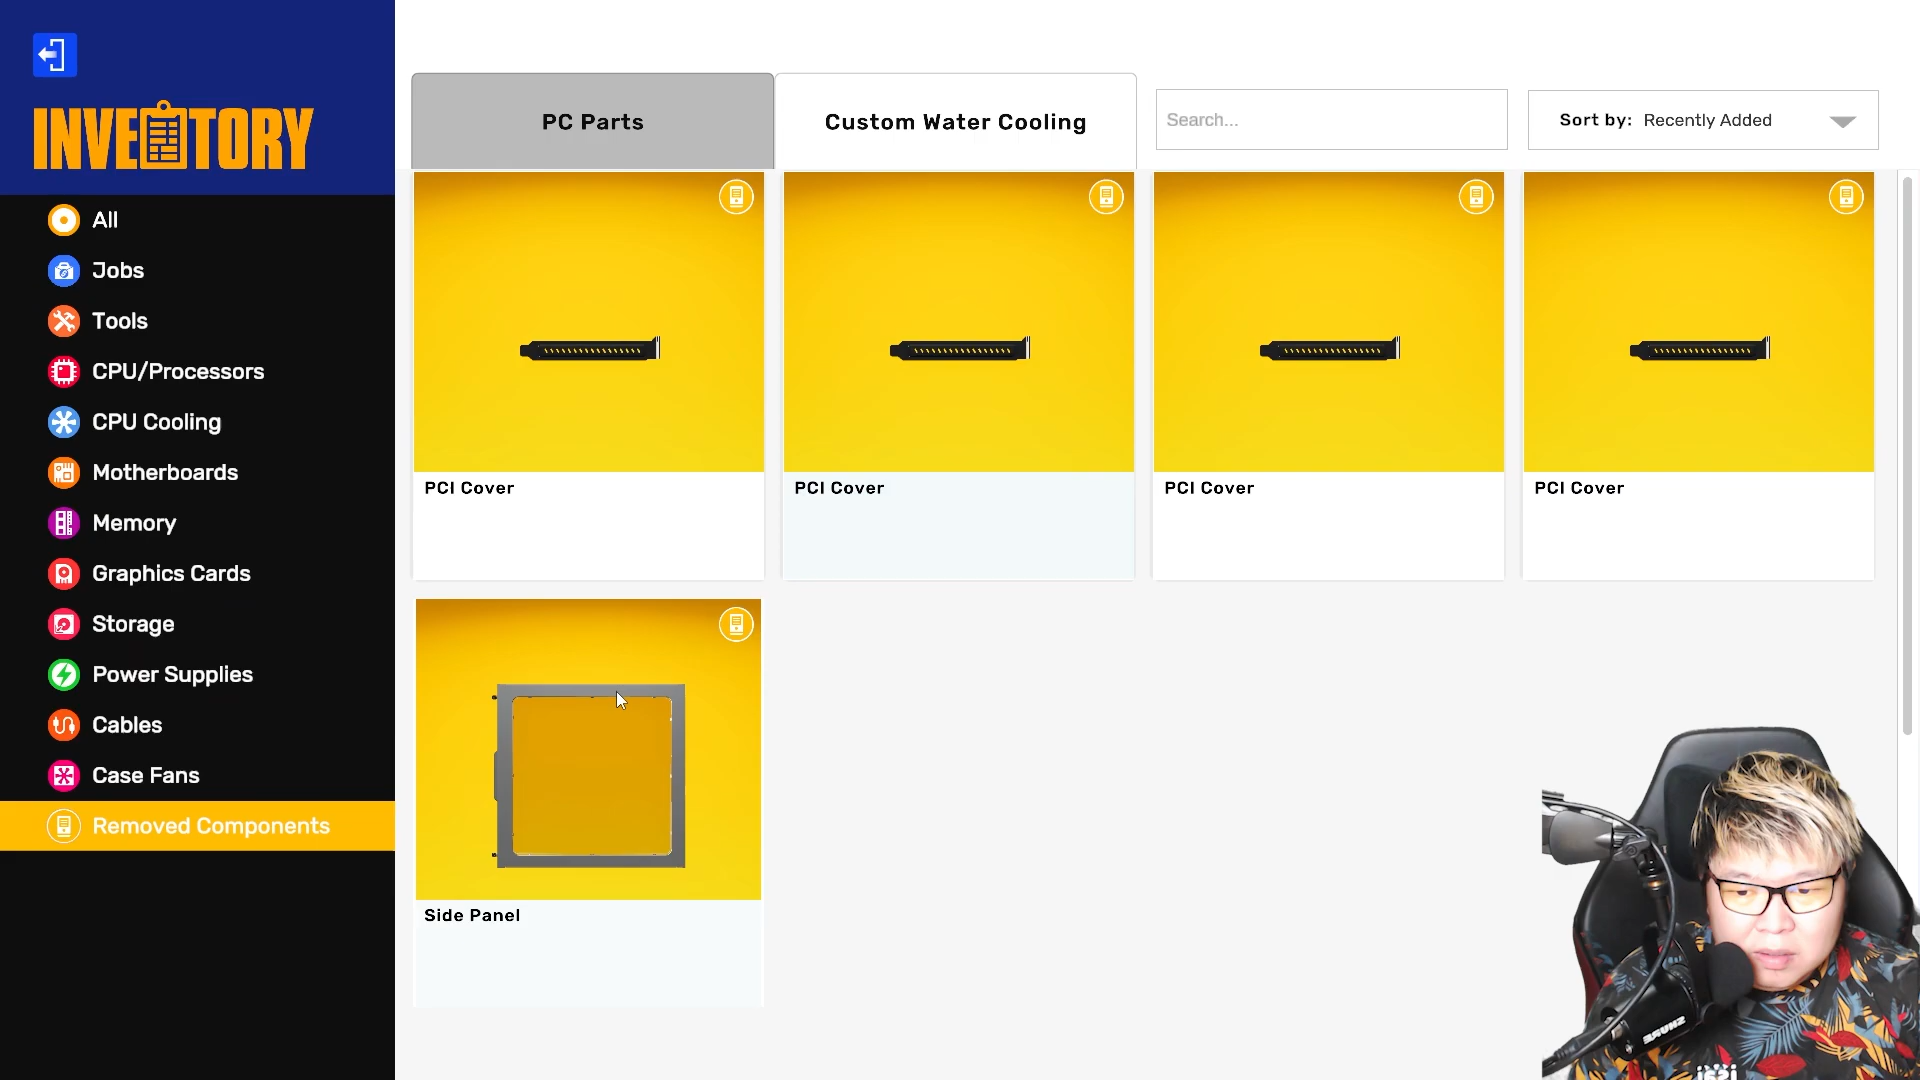 INVENTORY
All
Jobs
Tools
CPU/Processors
CPU Cooling
Motherboards
Memory
Graphics Cards
Storage
Power Supplies
Cables
Case Fans
Removed Components
PC Parts
Custom Water Cooling
Search...
Sort by: Recently Added
PCI Cover
PCI Cover
PCI Cover
PCI Cover
Side Panel
SHURE